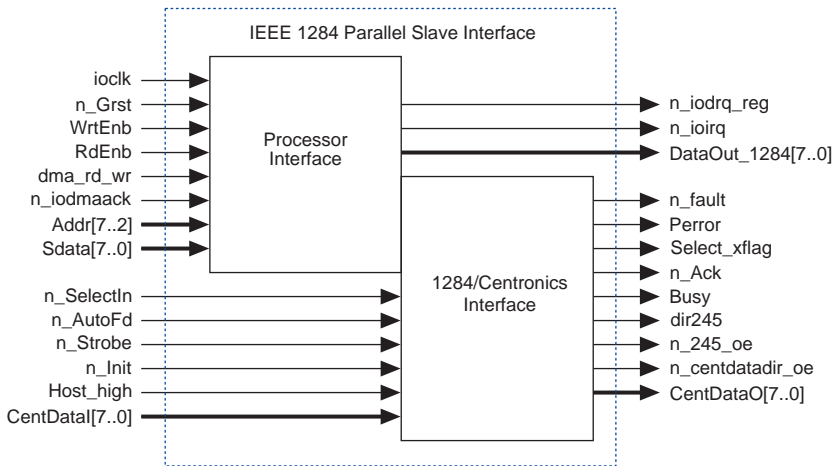 IEEE 1284 Parallel Slave Interface
ioclk
n_Grst
WrtEnb
RdEnb
dma_rd_wr
n_iodmaack
Addr[7..2]
Sdata[7..0]
Processor
Interface
n_iodrq_reg
n_ioirq
DataOut_1284[7..0]
n_SelectIn
n_AutoFd
n_Strobe
n_Init
Host_high
CentDataI[7..0]
1284/Centronics
Interface
n_fault
Perror
Select_xflag
n_Ack
Busy
dir245
n_245_oe
n_centdatadir_oe
CentDataO[7..0]